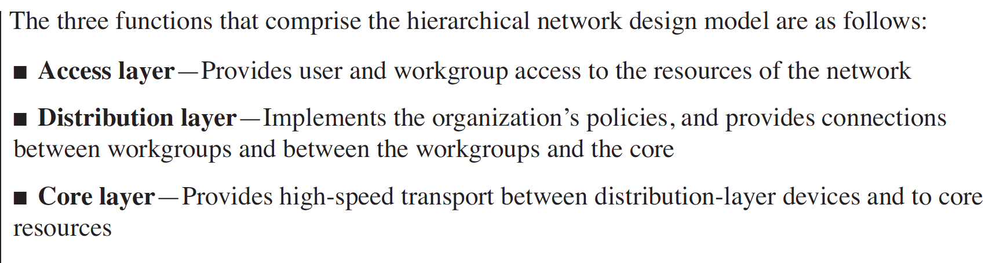 The three functions that comprise the hierarchical network design model are as follows:
■ Access layer—Provides user and workgroup access to the resources of the network
■ Distribution layer—Implements the organization’s policies, and provides connections
between workgroups and between the workgroups and the core
■ Core layer—Provides high-speed transport between distribution-layer devices and to core
resources